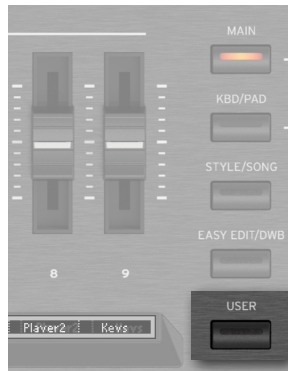 MAIN
KBD/PAD
STYLE/SONG
EASY EDIT/DWB
8 9
USER
Player2 Keys